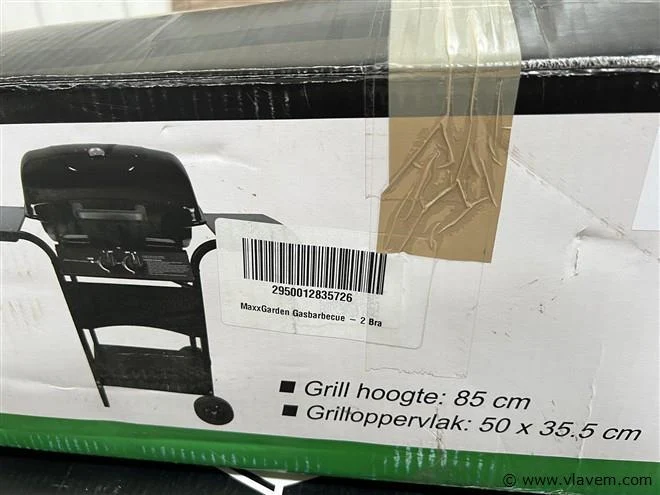 2950012835726
MaxxGarden Gasbarbecue – 2 Bra
■ Grill hoogte: 85 cm
■ Grilloppervlak: 50 x 35.5 cm
© www.vlavem.com